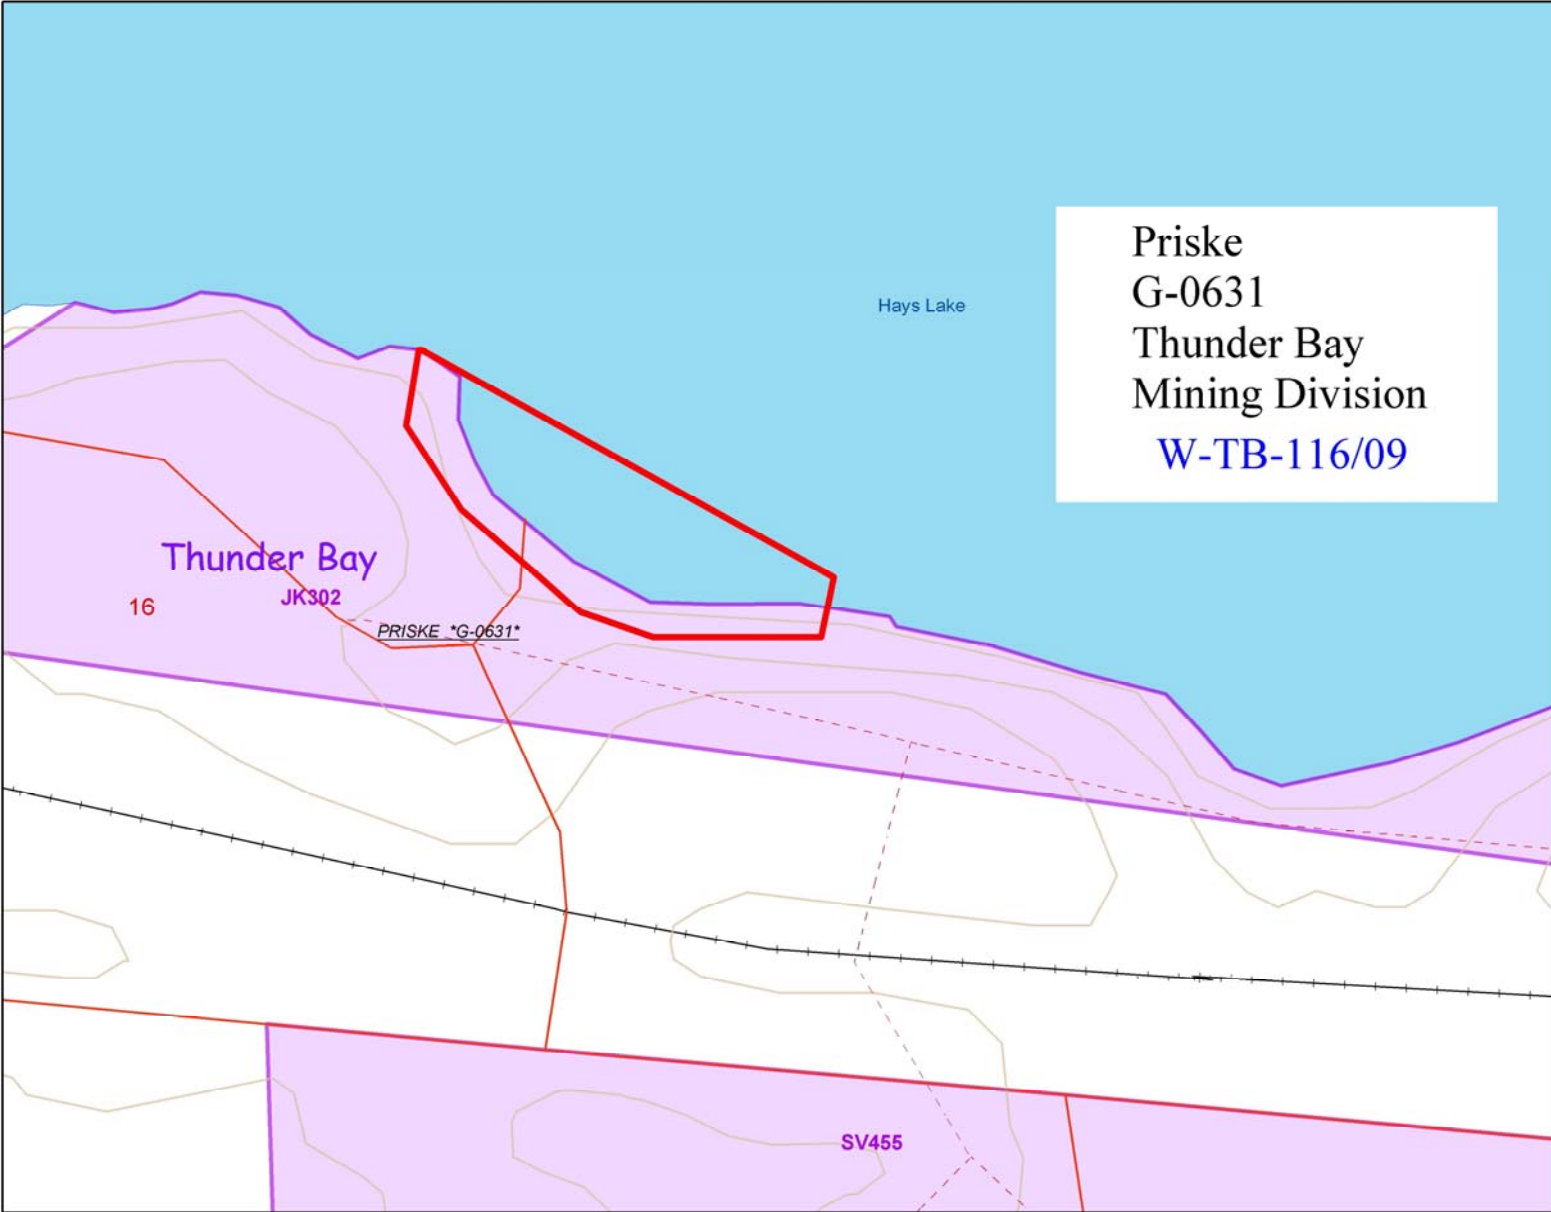 Priske
G-0631
Thunder Bay
Mining Division
W-TB-116/09
Hays Lake
Thunder Bay
JK302
16
PRISKE *G-0631*
SV455